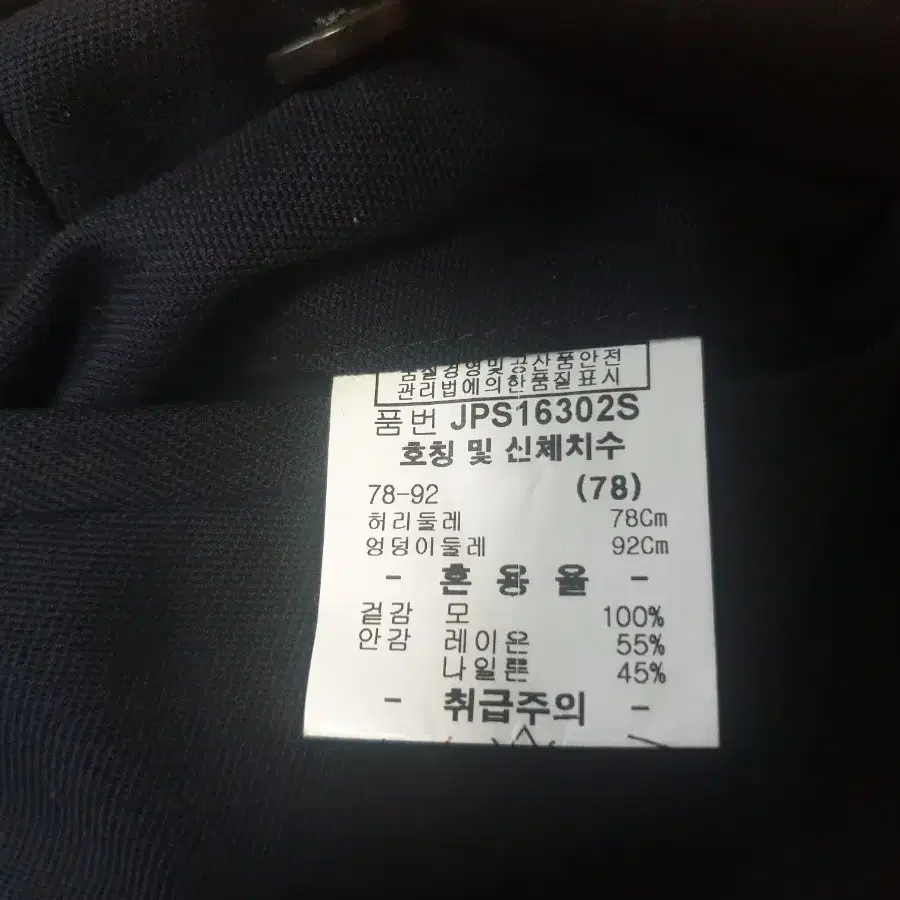 품질경영및공산품안전
관리법에의한품질표시
품번 JPS16302S
호칭 및 신체치수
78-92 (78)
허리둘레 78Cm
엉덩이둘레 92Cm
- 혼용율 -
겉감 모 100%
안감 레이온 55%
나일론 45%
- 취급주의 -